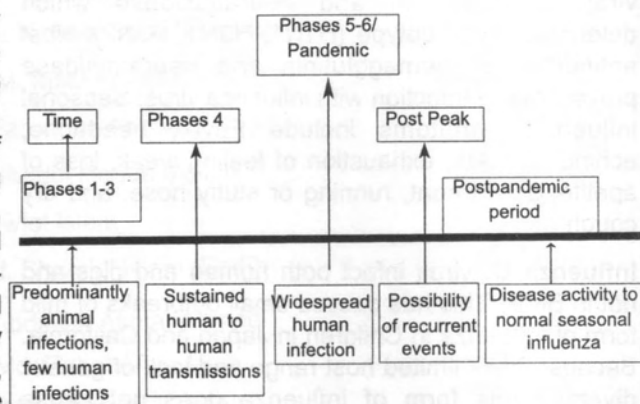 Phases 5-6/
Pandemic
Time
Phases 4
Post Peak
Phases 1-3
Postpandemic
period
Predominantly
animal
infections,
few human
infections
Sustained
human to
human
transmissions
Widespread
human
infection
Possibility
of recurrent
events
Disease activity to
normal seasonal
influenza